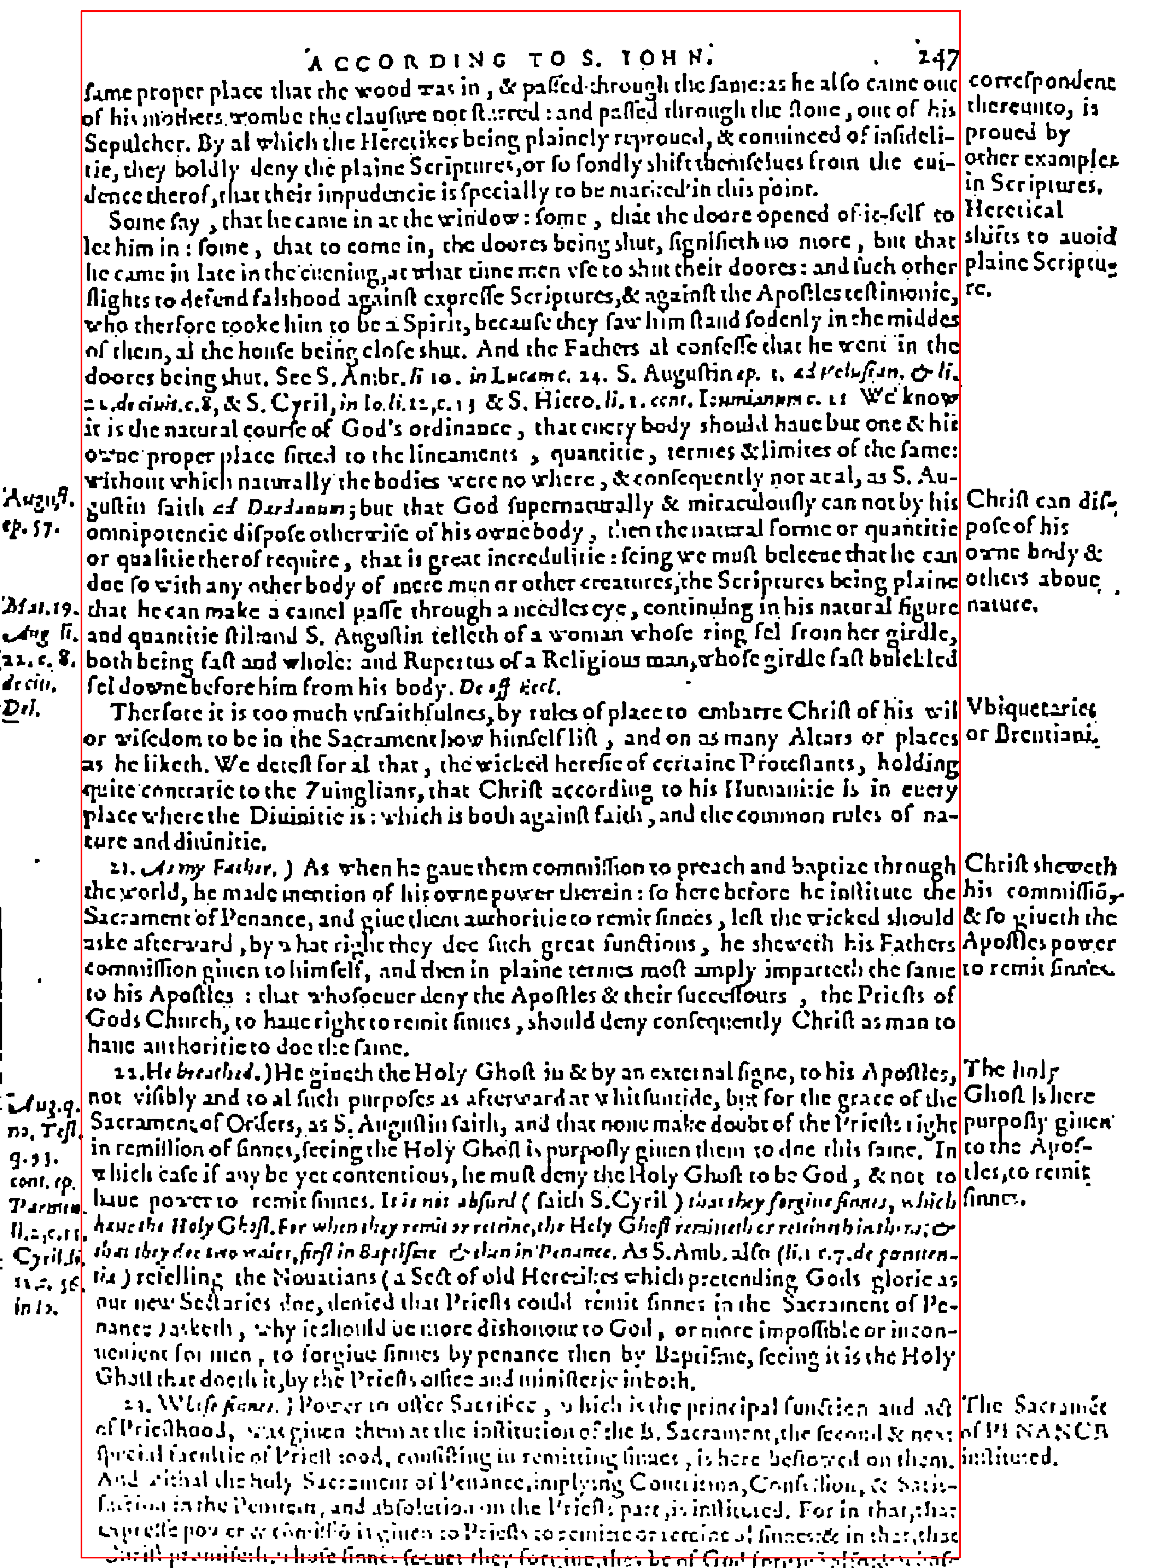 ACCORDING TO S. IOHN. 247
ſame proper place that the wood was in, & paſſed through the ſame: as he alſo came out
of his mothers wombe the clauſure not ſtirred: and paſſed through the ſtone, out of his
Sepulcher. By al which the Heretikes being plainely reproued, & conuinced of inſideli-
tie, they boldly deny the plaine Scriptures, or ſo fondly shift themſelues from the eui-
dence therof, that their impudencie is ſpecially to be marked in this point.
Some ſay, that he came in at the window: ſome, that the doore opened of it-ſelf to
let him in: ſome, that to come in, the doores being shut, ſignifieth no more, but that
he came in late in the euening, at what time men vſe to shut their doores: and ſuch other
ſlights to defend falshood againſt expreſſe Scriptures, & againſt the Apoſtles teſtimonie,
who therfore tooke him to be a Spirit, becauſe they ſaw him ſtand ſodenly in the middes
of them, al the houſe being cloſe shut. And the Fathers al confeſſe that he went in the
doores being shut. See S. Ambr. li 10. in Lucam c. 24. S. Auguſtin ep. 3. ad Voluſian. & li.
22. de ciuit. c. 8, & S. Cyril, in Io. li. 12, c. 53 & S. Hiero. li. 1. cont. Iouinianum c. 21 We know
it is the natural courſe of God's ordinance, that euery body should haue but one & his
owne proper place fitted to the lineaments, quantitie, termes & limites of the ſame:
without which naturally the bodies were no where, & conſequently not at al, as S. Au-
guſtin ſaith ad Dardanum; but that God ſupernaturally & miraculouſly can not by his
omnipotencie diſpoſe otherwiſe of his owne body, then the natural forme or quantitie
or qualitie therof require, that is great incredulitie: ſeing we muſt beleeue that he can
doe ſo with any other body of mere men or other creatures, the Scriptures being plaine
that he can make a camel paſſe through a needles eye, continuing in his natural figure
and quantitie ſtil: and S. Auguſtin telleth of a woman whoſe ring fel from her girdle,
both being faſt and whole: and Rupertus of a Religious man, whoſe girdle faſt buckled
fel downe before him from his body. De off Eccl.
Therfore it is too much vnfaithfulnes, by rules of place to embarre Chriſt of his wil
or wiſedom to be in the Sacrament how himſelf liſt, and on as many Altars or places
as he liketh. We deteſt for al that, the wicked hereſie of certaine Proteſtants, holding
quite contrarie to the Zuinglians, that Chriſt according to his Humanitie is in euery
place where the Diuinitie is: which is both againſt faith, and the common rules of na-
ture and diuinitie.
21. As my Father.) As when he gaue them commiſſion to preach and baptize through
the world, he made mention of his owne power therein: ſo here before he inſtitute the
Sacrament of Penance, and giue them authoritie to remit ſinnes, leſt the wicked should
aske afterward, by what right they doe ſuch great functions, he sheweth his Fathers
commiſſion giuen to himſelf, and then in plaine termes moſt amply imparteth the ſame
to his Apoſtles: that whoſoeuer deny the Apoſtles & their ſucceſſours, the Prieſts of
Gods Church, to haue right to remit ſinnes, should deny conſequently Chriſt as man to
haue authoritie to doe the ſame.
22. He breathed.) He giueth the Holy Ghoſt in & by an external ſigne, to his Apoſtles,
not viſibly and to al ſuch purpoſes as afterward at whitſuntide, but for the grace of the
Sacrament of Orders, as S. Auguſtin ſaith, and that none make doubt of the Prieſts right
in remiſſion of ſinnes, ſeeing the Holy Ghoſt is purpoſly giuen them to doe this ſame. In
which caſe if any be yet contentious, he muſt deny the Holy Ghoſt to be God, & not to
haue power to remit ſinnes. It is not abſurd (ſaith S. Cyril) that they forgiue ſinnes, which
haue the Holy Ghoſt. For when they remit or reteine, the Holy Ghoſt remitteth or reteineth in them; &
that they doe two waies, firſt in Baptiſme & then in Penance. As S. Amb. alſo (li. 1 c. 7. de pœniten-
tia) refelling the Nouatians (a Sect of old Heretikes which pretending Gods glorie as
our new Sectaries doe, denied that Prieſts could remit ſinnes in the Sacrament of Pe-
nance) asketh, why it should be more dishonour to God, or more impoſſible or incon-
uenient for men, to forgiue ſinnes by penance then by Baptiſme, ſeeing it is the Holy
Ghoſt that doeth it, by the Prieſts office and miniſterie in both.
23. Whoſe ſinnes.) Power to offer Sacrifice, which is the principal function and act
of Prieſthood, was giuen them at the inſtitution of the B. Sacrament, the ſecond & next
ſpecial facultie of Prieſthood, conſiſting in remitting ſinnes, is here beſtowed on them.
And withal the holy Sacrament of Penance, implying Contrition, Confeſſion, & Satis-
faction in the Penitent, and abſolution on the Prieſts part, is inſtituted. For in that, that
expreſſe power & cōmiſſiō is giuen to Prieſts to remitte or reteine al ſinnes: & in that, that
correſpondent
thereunto, is
proued by
other examples
in Scriptures.
Heretical
shifts to auoid
plaine Scriptu-
re.
Chriſt can diſ-
poſe of his
owne body &
others aboue
nature.
Vbiquetaries
or Brentiani.
Chriſt sheweth
his commiſſiō,
& ſo giueth the
Apoſtles power
to remit ſinnes.
The holy
Ghoſt is here
purpoſly giuen
to the Apoſ-
tles, to remit
ſinnes.
The Sacramēt
of PENANCE
inſtituted.
Auguſt.
ep. 57.
Mat. 19.
Aug li.
22. c. 8.
de ciu.
Dei.
Aug. q.
no. Teſt.
q. 93.
cont. ep.
Parmen.
li. 2, c. 11.
Cyril. li.
12. c. 56.
in Io.